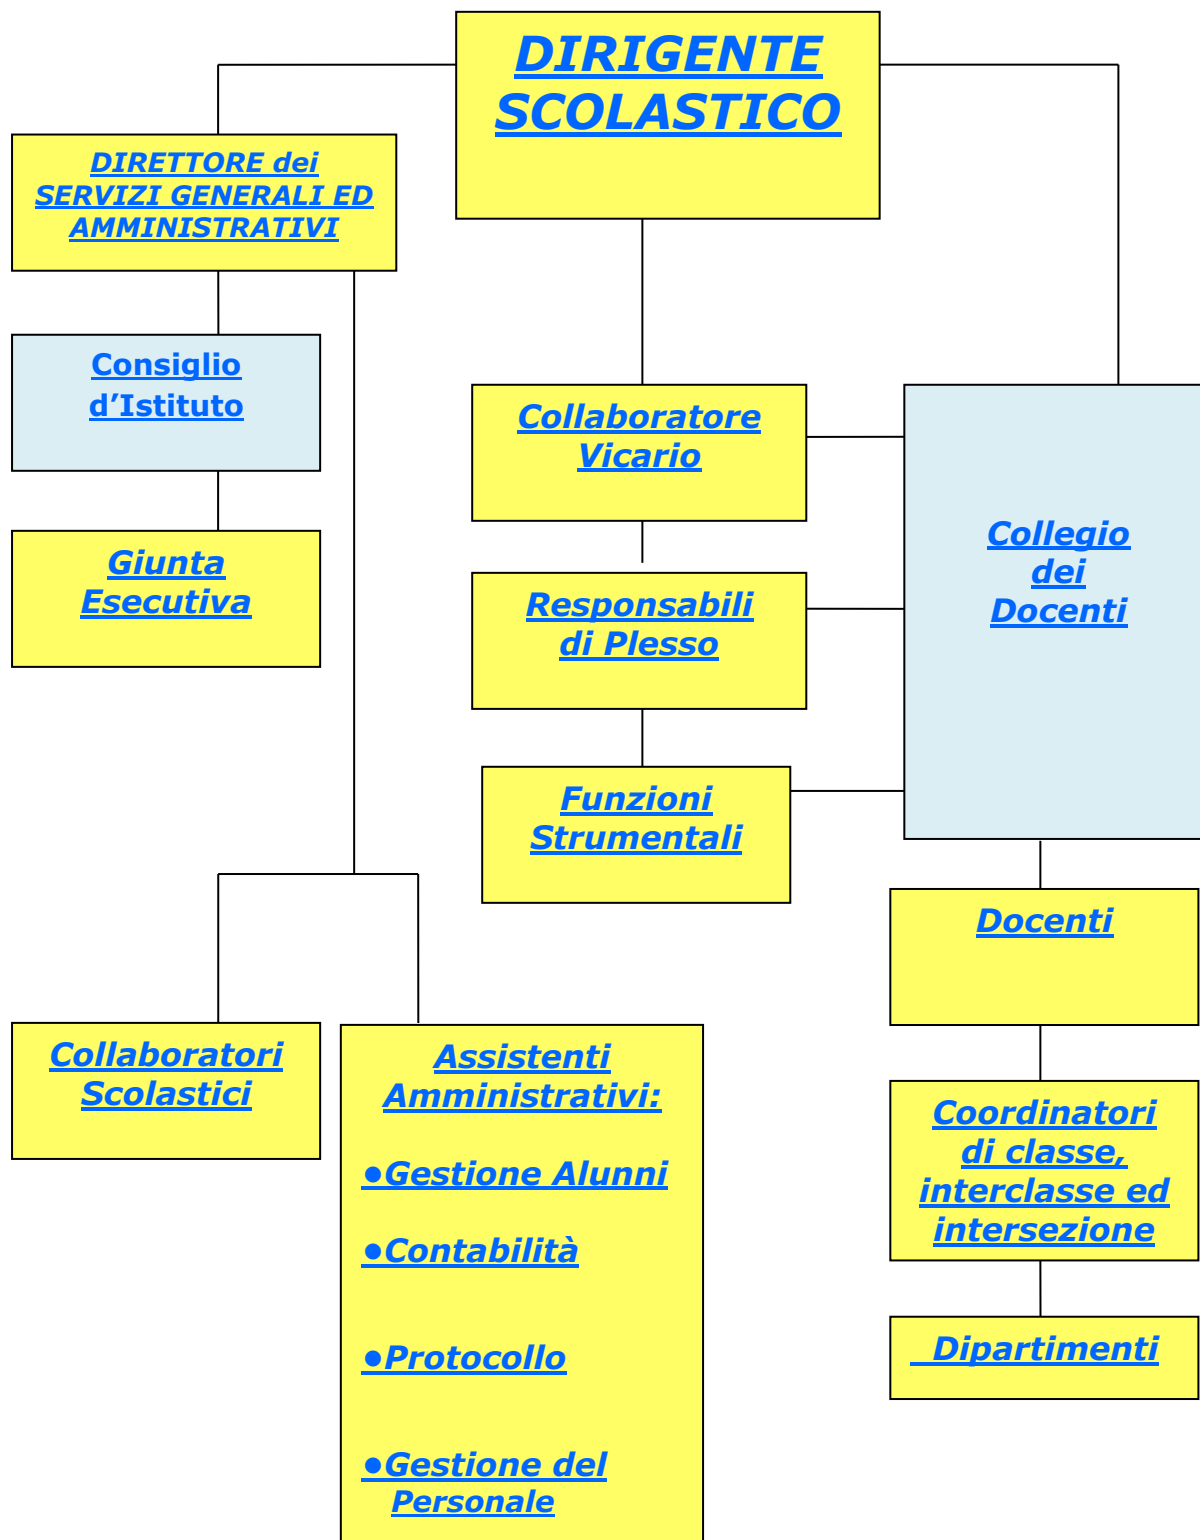 DIRIGENTE
SCOLASTICO
DIRETTORE dei
SERVIZI GENERALI ED
AMMINISTRATIVI
Consiglio
d’Istituto
Giunta
Esecutiva
Collaboratore
Vicario
Responsabili
di Plesso
Funzioni
Strumentali
Collegio
dei
Docenti
Docenti
Coordinatori
di classe,
interclasse ed
intersezione
Dipartimenti
Collaboratori
Scolastici
Assistenti
Amministrativi:
•Gestione Alunni
•Contabilità
•Protocollo
•Gestione del
Personale